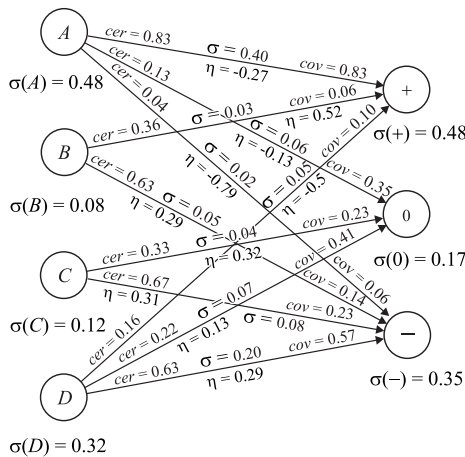 A
cer = 0.83
σ = 0.40
η = -0.27
cov = 0.83
cer = 0.13
σ = 0.06
η = -0.13
cov = 0.35
cer = 0.04
σ = 0.02
η = -0.79
cov = 0.06
σ(A) = 0.48
+
σ(+) = 0.48
B
cer = 0.36
σ = 0.03
cov = 0.06
η = 0.52
cer = 0.63
η = 0.29
σ = 0.05
cov = 0.14
σ(B) = 0.08
0
σ(0) = 0.17
C
cer = 0.33
σ = 0.04
η = 0.32
cov = 0.23
cer = 0.67
η = 0.31
σ = 0.08
cov = 0.23
σ(C) = 0.12
−
σ(−) = 0.35
D
cer = 0.16
σ = 0.05
η = -0.5
cov = 0.10
cer = 0.22
σ = 0.07
η = 0.13
cov = 0.41
cer = 0.63
σ = 0.20
η = 0.29
cov = 0.57
σ(D) = 0.32